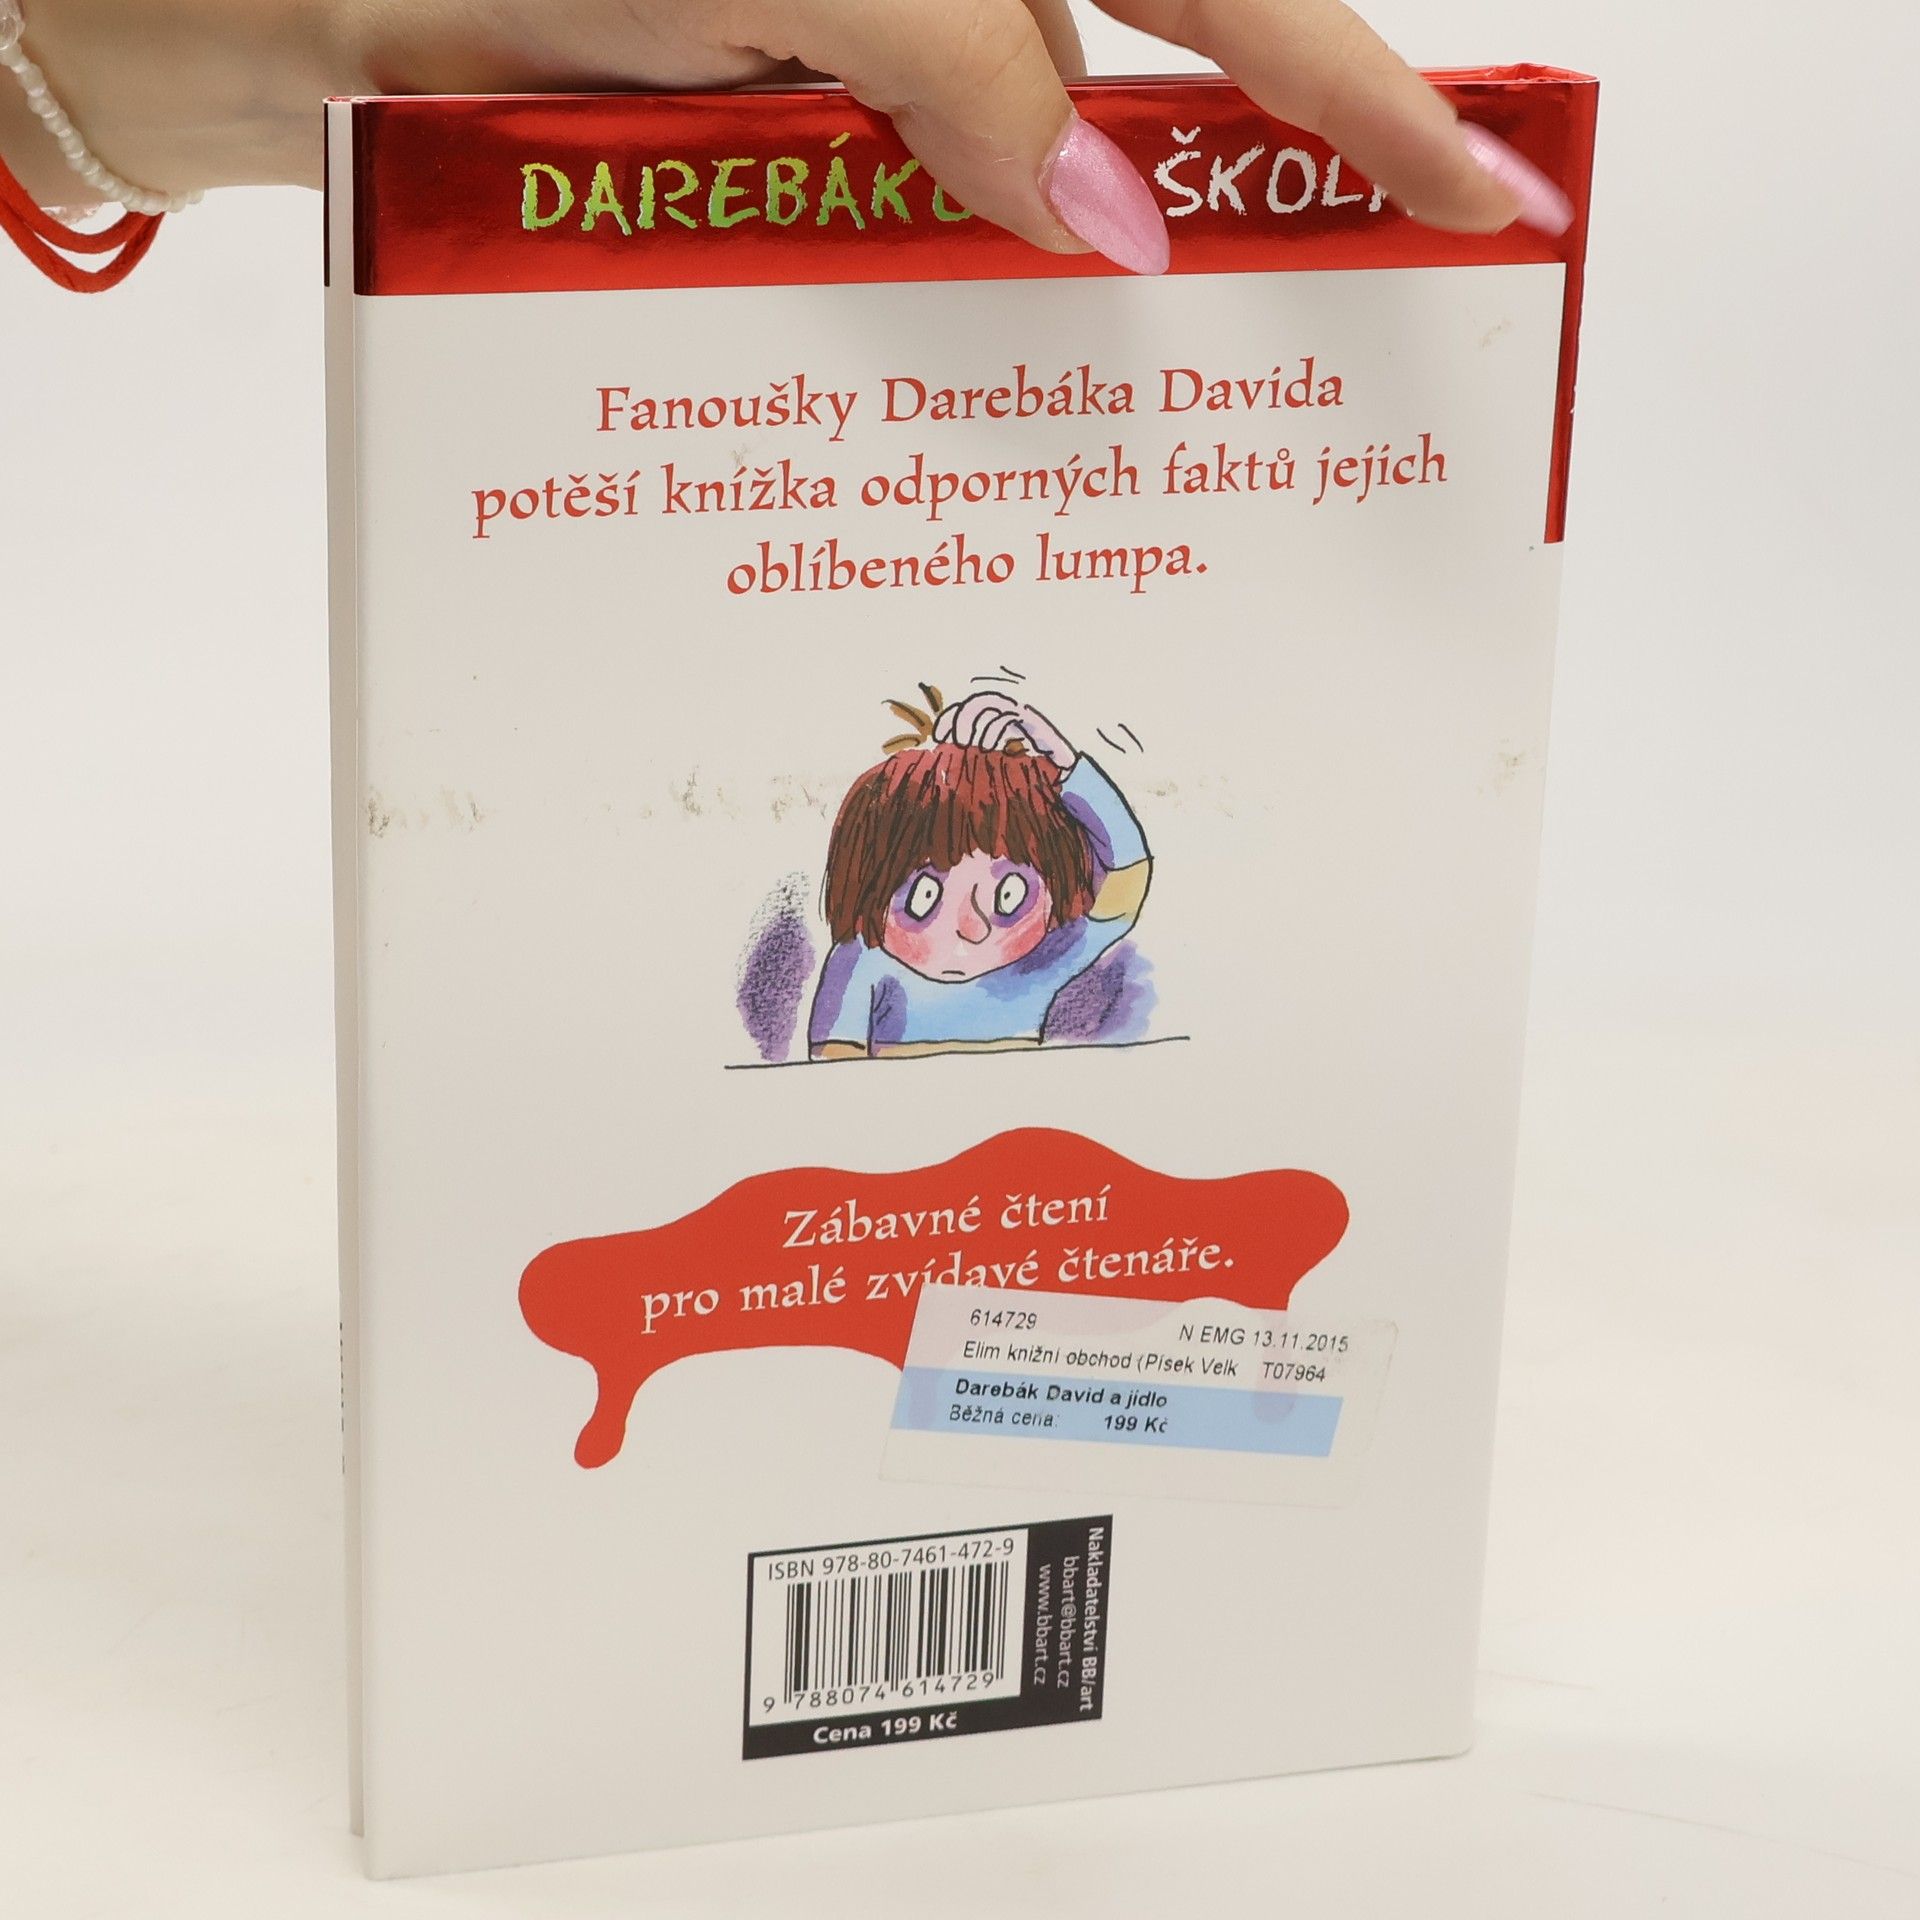 DAREBÁK
Fanoušky Darebáka Davida
potěší knížka odporných faktů jejich
oblíbeného lumpa.
Zábavné čtení
pro malé zvídavé čtenáře.
614729 N EMG 13.11.2015
Elim knižní obchod (Písek Velk T07964
Darebák David a jídlo
Běžná cena: 199 Kč
ISBN 978-80-7461-472-9
9 788074 614729
Cena 199 Kč
Nakladatelství BB/art
bbart@bbart.cz
www.bbart.cz